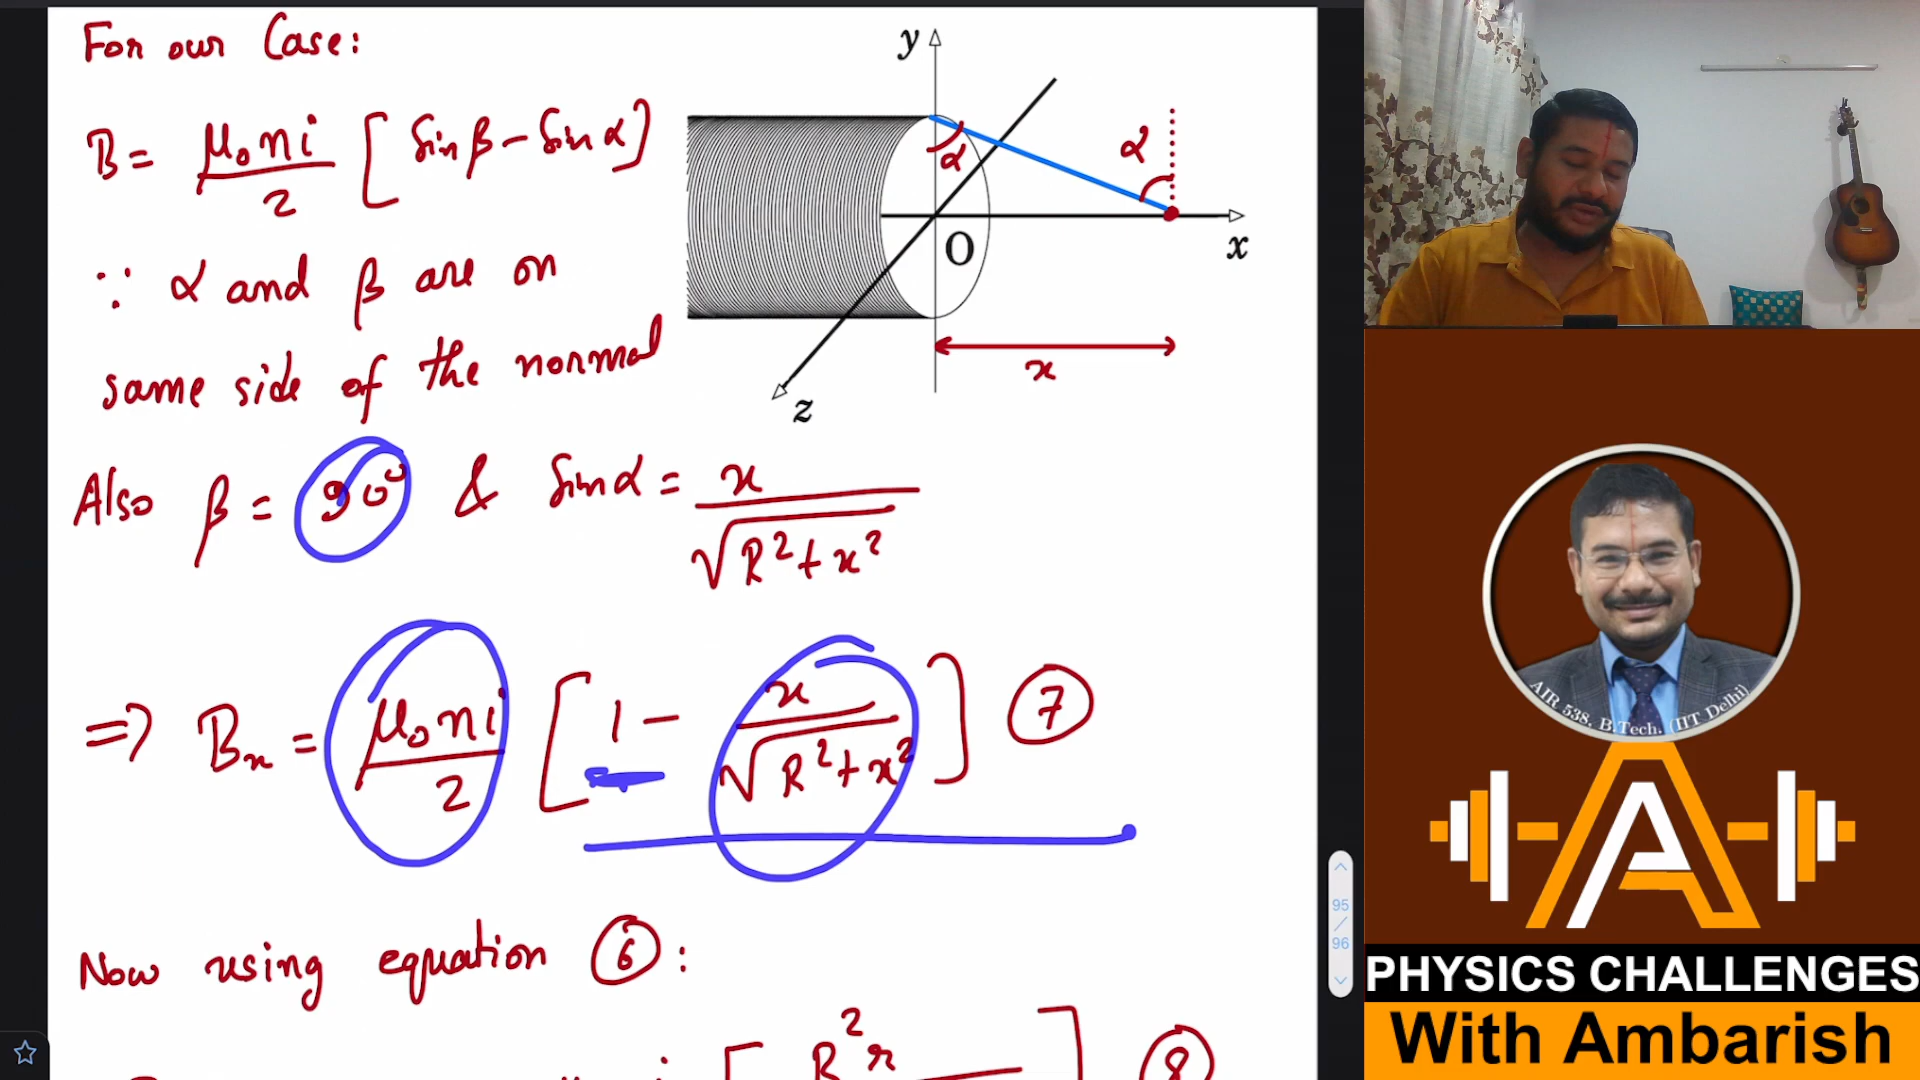 For our Case:
B = μ₀ni/2 [sinβ - sinα]
∵ α and β are on
same side of the normal
Also β = 90° & sinα = x/√(R²+x²)
⇒ Bx = μ₀ni/2 [1 - x/√(R²+x²)] ⑦
Now using equation ⑥:
R²x
⑧
y
α
α
O
x
x
z
95
/
96
AIR 538, B.Tech. (IIT Delhi)
PHYSICS CHALLENGES
With Ambarish